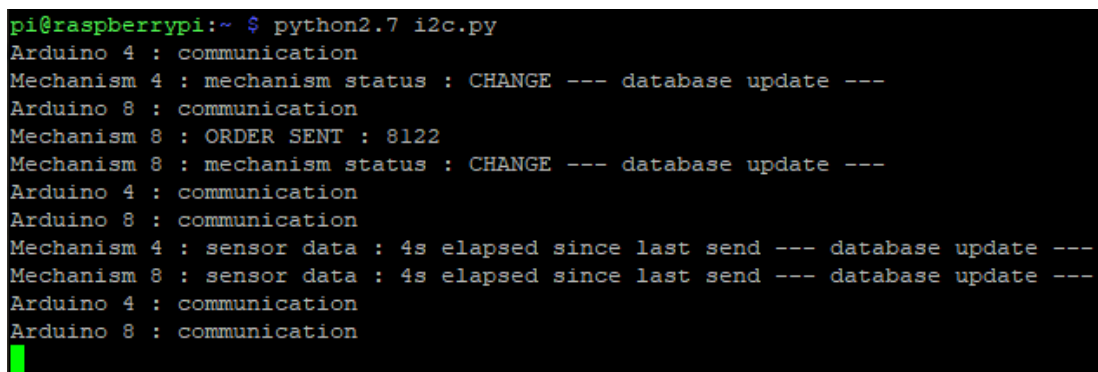 pi@raspberrypi:~ $ python2.7 i2c.py
Arduino 4 : communication
Mechanism 4 : mechanism status : CHANGE --- database update ---
Arduino 8 : communication
Mechanism 8 : ORDER SENT : 8122
Mechanism 8 : mechanism status : CHANGE --- database update ---
Arduino 4 : communication
Arduino 8 : communication
Mechanism 4 : sensor data : 4s elapsed since last send --- database update ---
Mechanism 8 : sensor data : 4s elapsed since last send --- database update ---
Arduino 4 : communication
Arduino 8 : communication